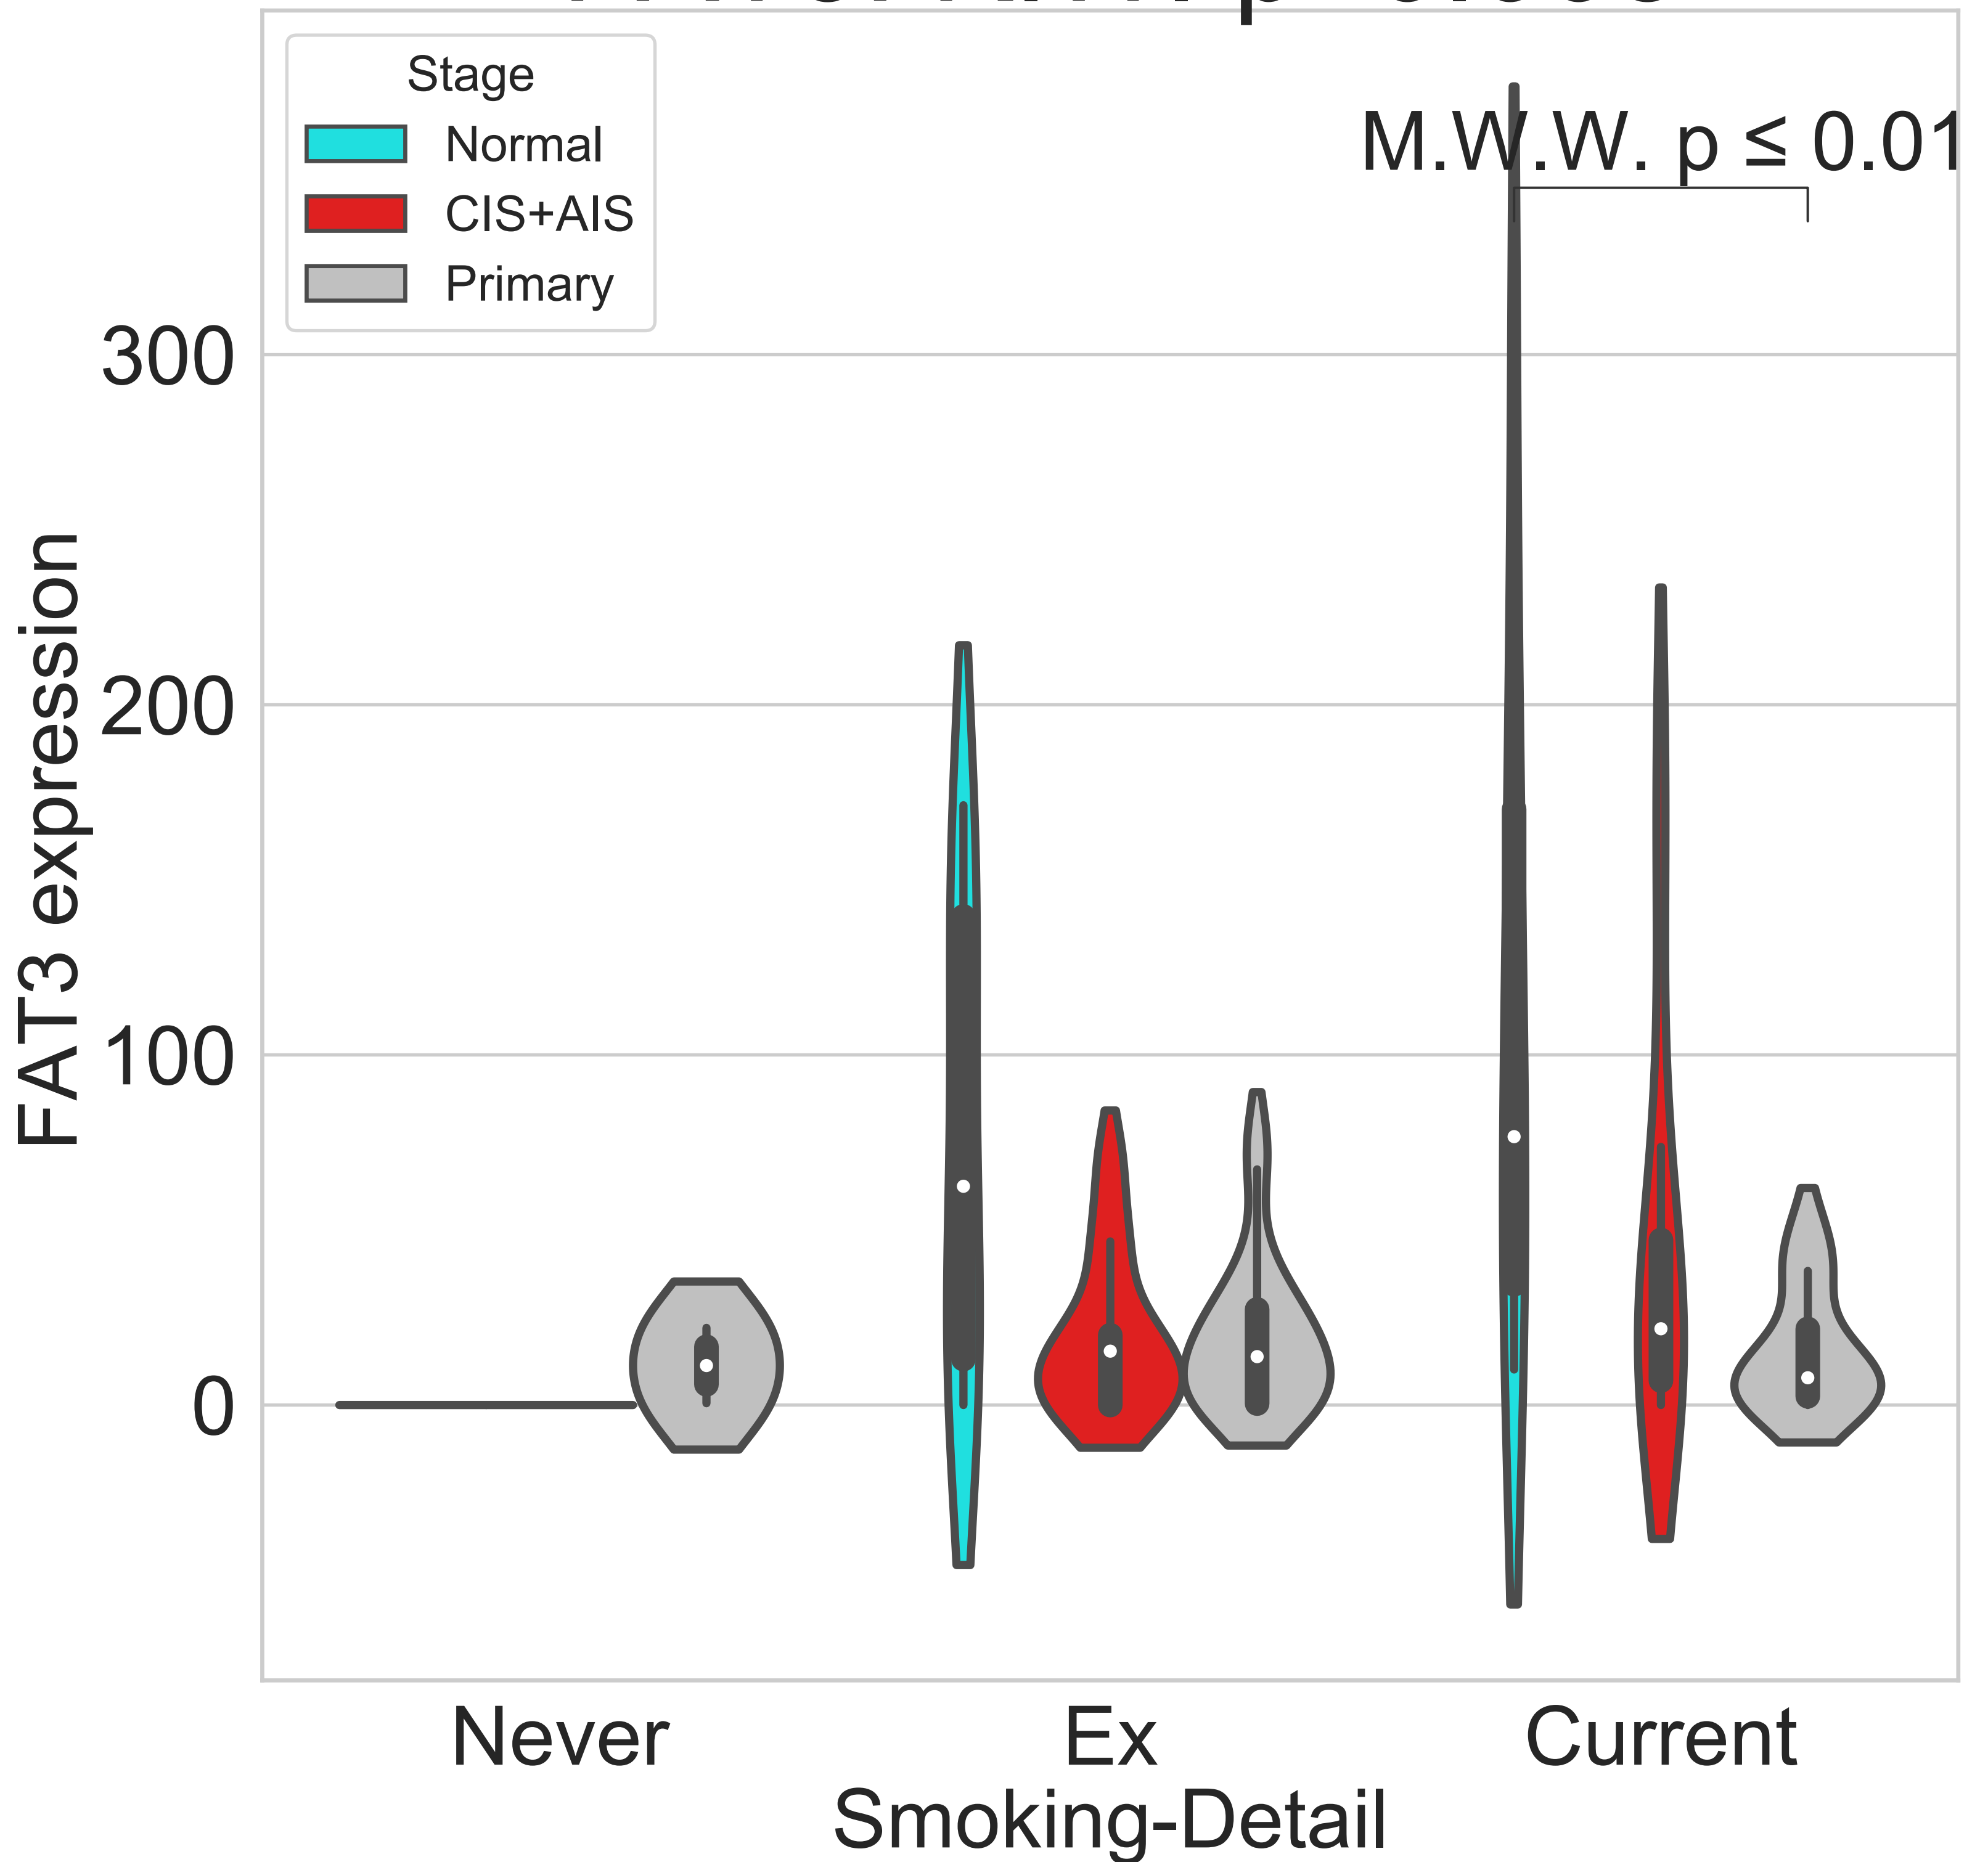 Stage
Normal
CIS+AIS
Primary
M.W.W. p ≤ 0.01
300
200
100
0
FAT3 expression
Never
Ex
Current
Smoking-Detail